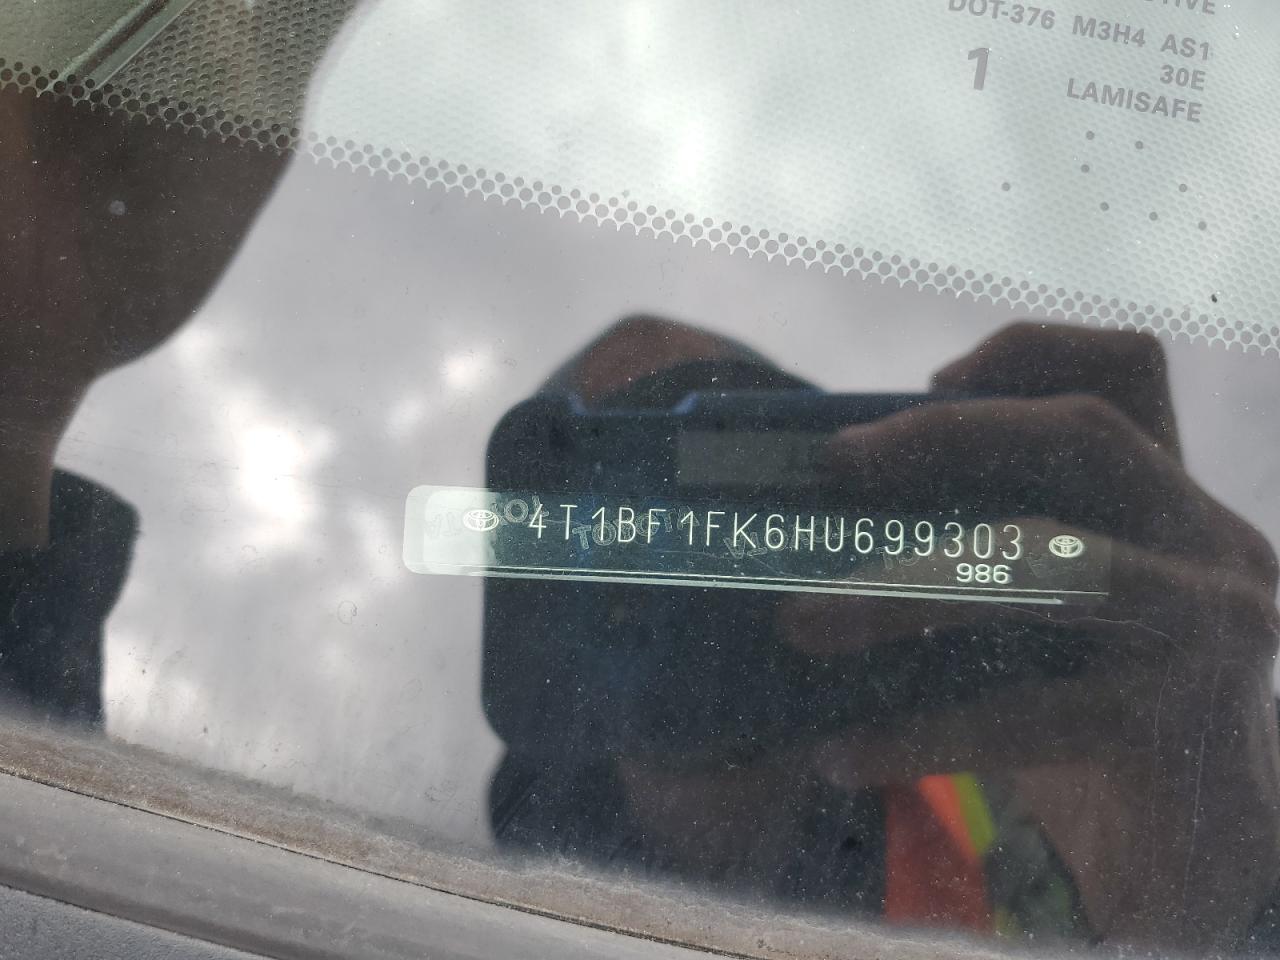 DOT-376 M3H4 AS1
30E
1
LAMISAFE
4T1BF1FK6HU699303
986